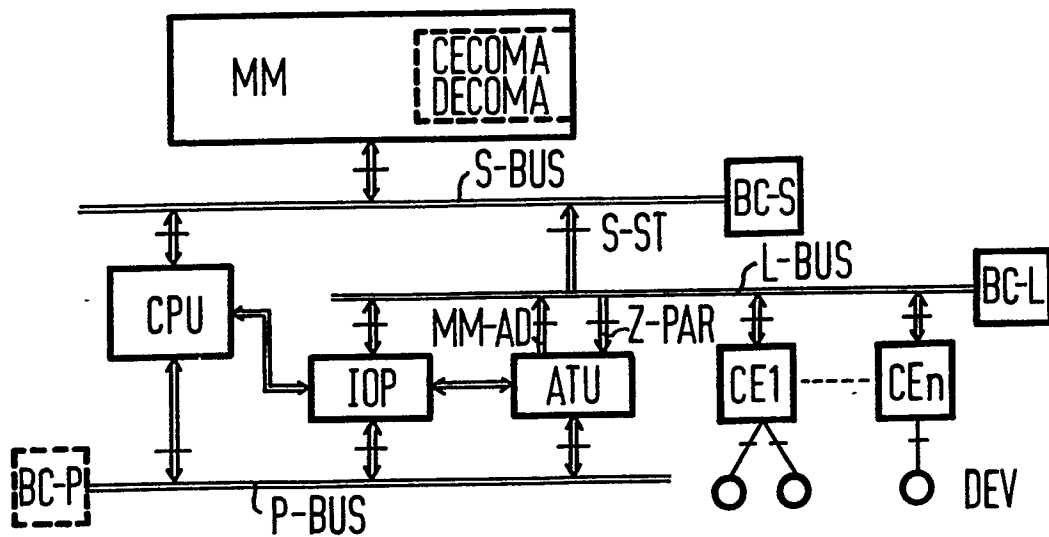 MM
CECOMA
DECOMA
S-BUS
BC-S
S-ST
L-BUS
BC-L
CPU
MM-AD
Z-PAR
IOP
ATU
CE1
CEn
BC-P
P-BUS
DEV